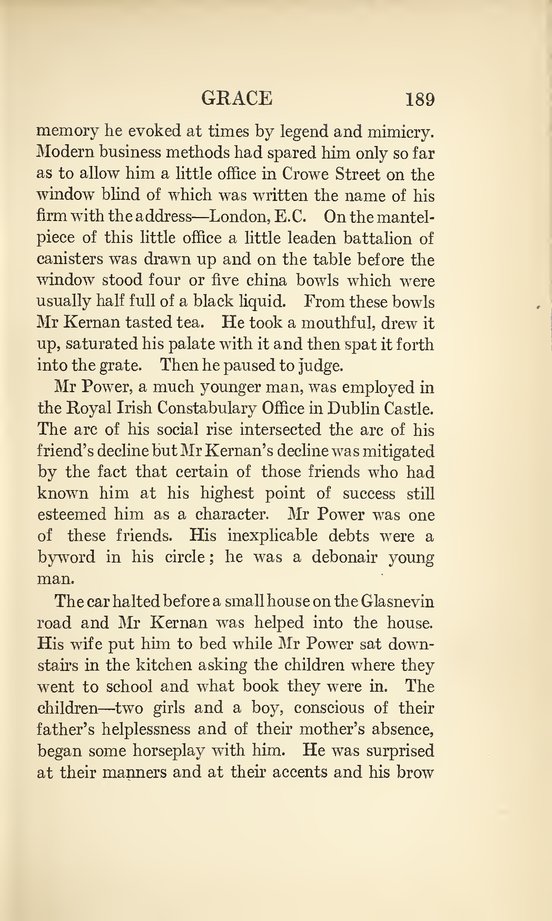 GRACE 189
memory he evoked at times by legend and mimicry.
Modern business methods had spared him only so far
as to allow him a little office in Crowe Street on the
window blind of which was written the name of his
firm with the address—London, E.C. On the mantel-
piece of this little office a little leaden battalion of
canisters was drawn up and on the table before the
window stood four or five china bowls which were
usually half full of a black liquid. From these bowls
Mr Kernan tasted tea. He took a mouthful, drew it
up, saturated his palate with it and then spat it forth
into the grate. Then he paused to judge.
Mr Power, a much younger man, was employed in
the Royal Irish Constabulary Office in Dublin Castle.
The arc of his social rise intersected the arc of his
friend's decline but Mr Kernan's decline was mitigated
by the fact that certain of those friends who had
known him at his highest point of success still
esteemed him as a character. Mr Power was one
of these friends. His inexplicable debts were a
byword in his circle; he was a debonair young
man.
The car halted before a small house on the Glasnevin
road and Mr Kernan was helped into the house.
His wife put him to bed while Mr Power sat down-
stairs in the kitchen asking the children where they
went to school and what book they were in. The
children—two girls and a boy, conscious of their
father's helplessness and of their mother's absence,
began some horseplay with him. He was surprised
at their manners and at their accents and his brow